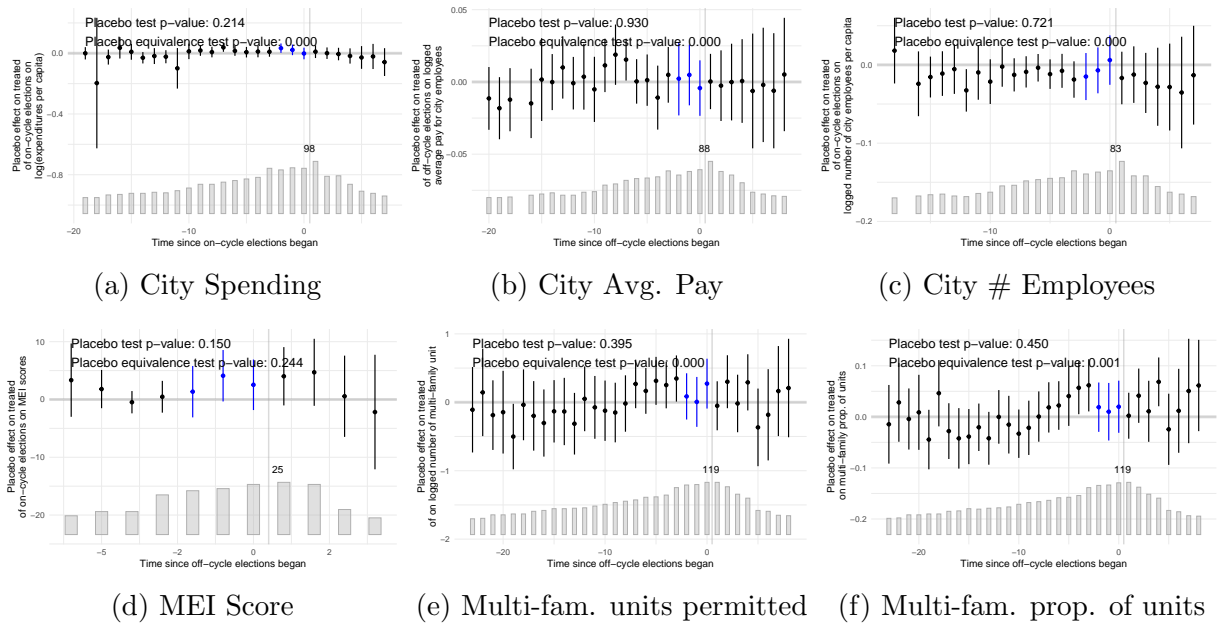 Placebo test p−value: 0.214
Placebo equivalence test p−value: 0.000
Placebo effect on treated
of on−cycle elections on
log(expenditures per capita)
0.0
−0.4
−0.8
98
−20
−10
0
Time since on−cycle elections began
(a) City Spending
Placebo test p−value: 0.930
Placebo equivalence test p−value: 0.000
Placebo effect on treated
of off−cycle elections on logged
average pay for city employees
0.05
0.00
−0.05
88
−20
−10
0
Time since off−cycle elections began
(b) City Avg. Pay
Placebo test p−value: 0.721
Placebo equivalence test p−value: 0.000
Placebo effect on treated
of on−cycle elections on
logged number of city employees per capita
0.0
−0.1
−0.2
83
−10
0
Time since off−cycle elections began
(c) City # Employees
Placebo test p−value: 0.150
Placebo equivalence test p−value: 0.244
Placebo effect on treated
of on−cycle elections on MEI scores
10
0
−10
−20
25
−5
−2
0
2
Time since off−cycle elections began
(d) MEI Score
Placebo test p−value: 0.395
Placebo equivalence test p−value: 0.000
Placebo effect on treated
of on logged number of multi−family unit
1
0
−1
−2
119
−20
−10
0
Time since off−cycle elections began
(e) Multi-fam. units permitted
Placebo test p−value: 0.450
Placebo equivalence test p−value: 0.001
Placebo effect on treated
on multi−family prop. of units
0.1
0.0
−0.1
−0.2
119
−20
−10
0
Time since off−cycle elections began
(f) Multi-fam. prop. of units